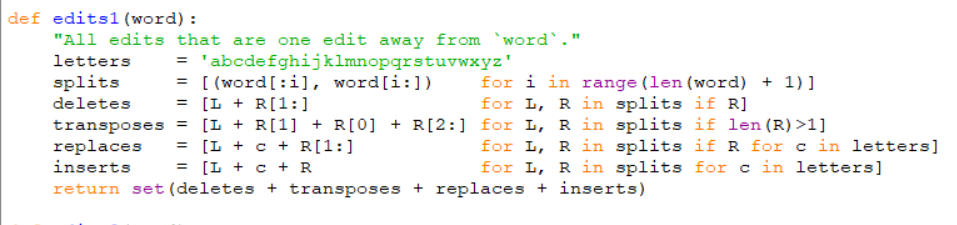 def edits1(word):
    "All edits that are one edit away from `word`."
    letters    = 'abcdefghijklmnopqrstuvwxyz'
    splits     = [(word[:i], word[i:])    for i in range(len(word) + 1)]
    deletes    = [L + R[1:]               for L, R in splits if R]
    transposes = [L + R[1] + R[0] + R[2:] for L, R in splits if len(R)>1]
    replaces   = [L + c + R[1:]           for L, R in splits if R for c in letters]
    inserts    = [L + c + R               for L, R in splits for c in letters]
    return set(deletes + transposes + replaces + inserts)